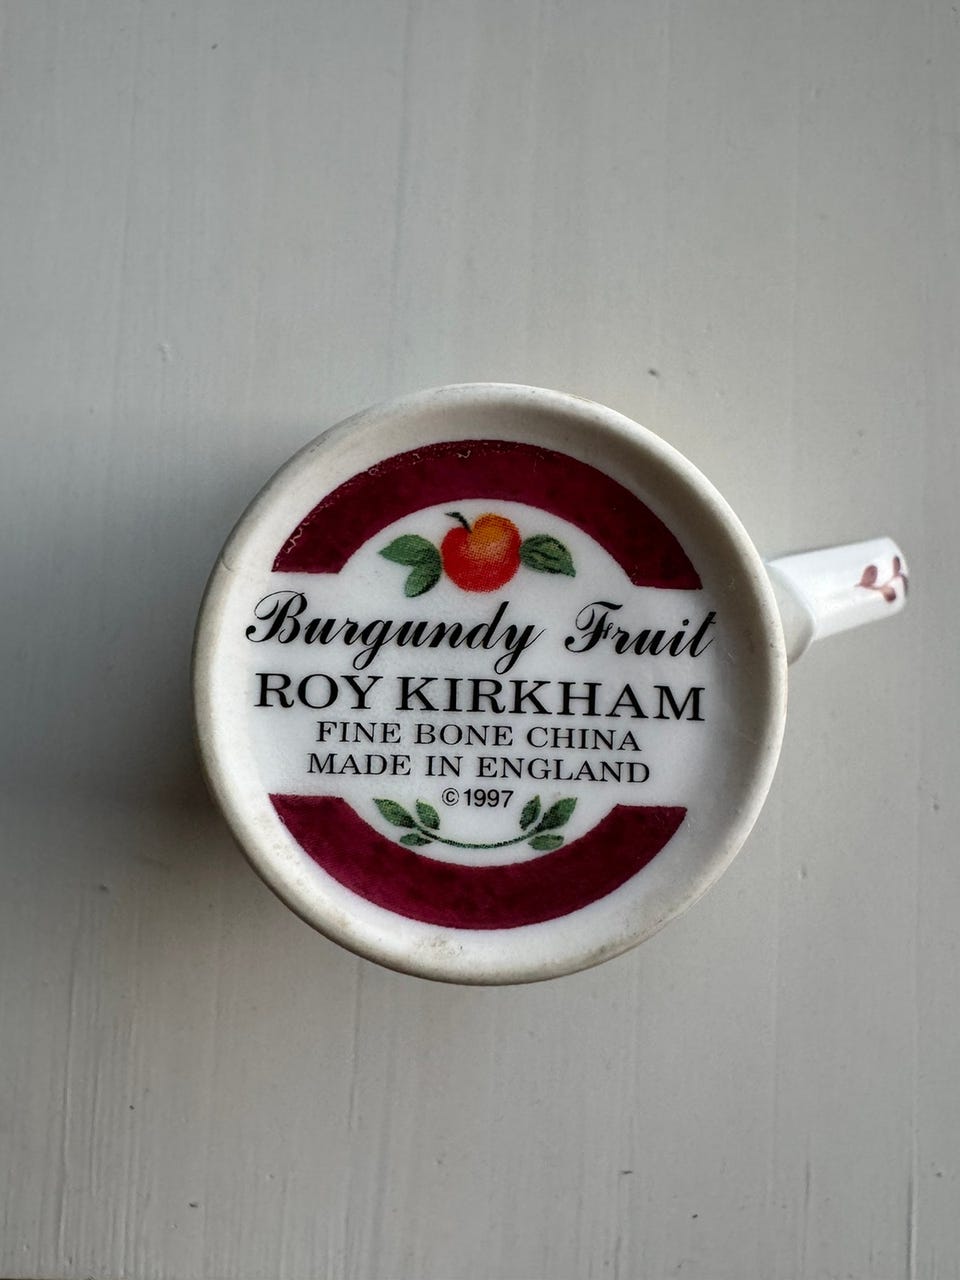 Burgundy Fruit
ROY KIRKHAM
FINE BONE CHINA
MADE IN ENGLAND
©1997